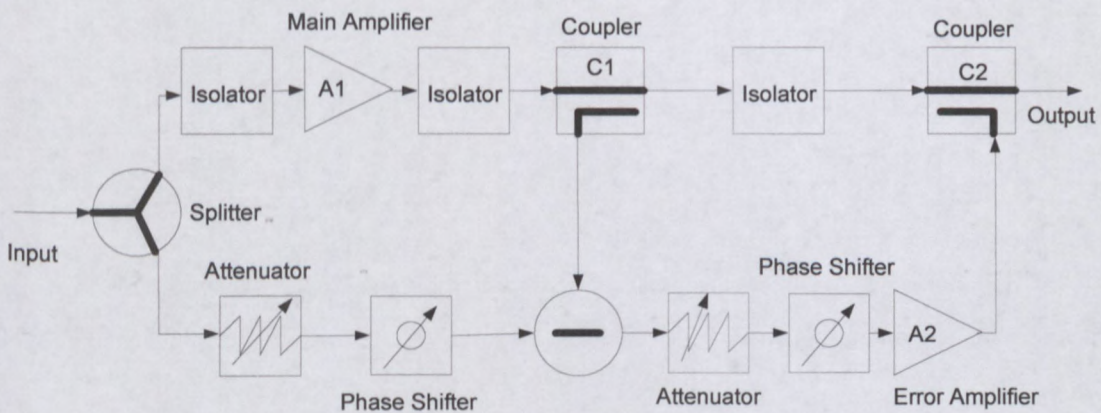 Main Amplifier
Coupler
Coupler
Isolator
A1
Isolator
C1
Isolator
C2
Output
Splitter
Input
Attenuator
Phase Shifter
A2
Phase Shifter
Attenuator
Error Amplifier